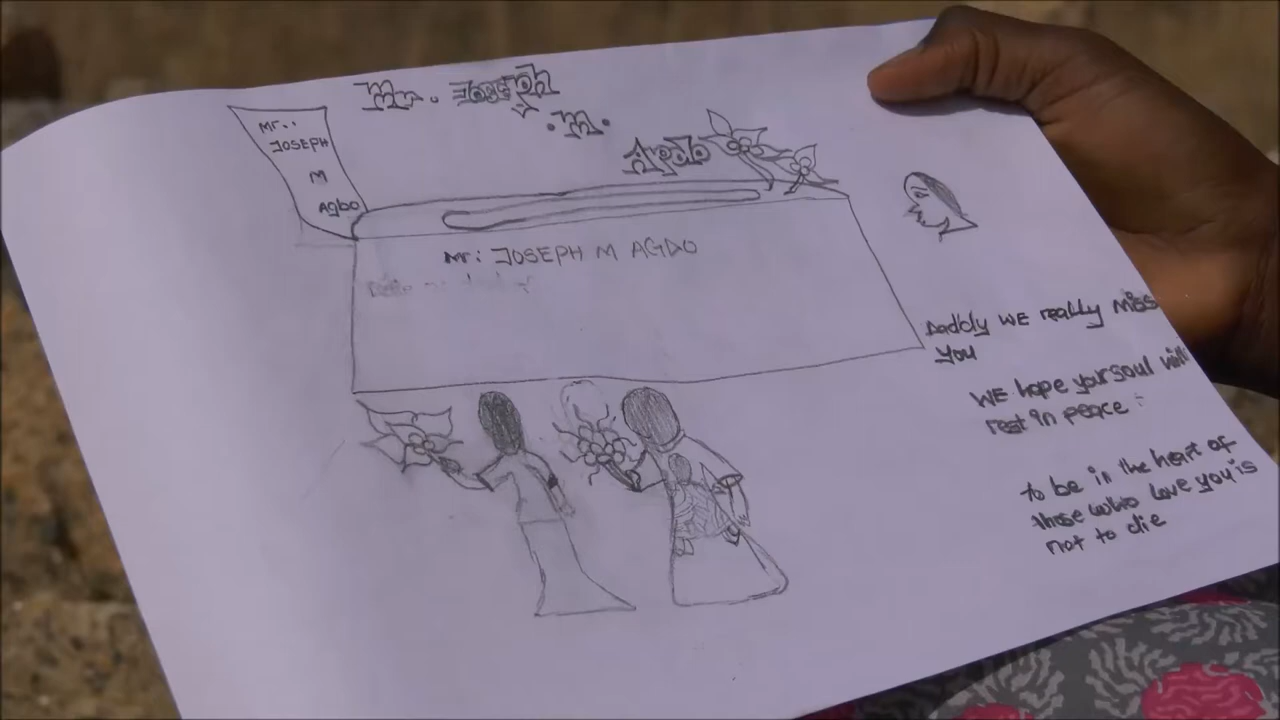 Mr. Joseph
.M.
Agdo
Mr..
JOSEPH
M
Agbo
Mr: JOSEPH M AGDO
Daddy WE really miss
you
WE hope your soul will
rest in peace :
to be in the heart of
those who love you is
not to die